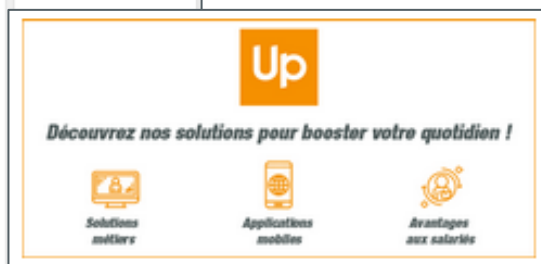 Up
Découvrez nos solutions pour booster votre quotidien !
Solutions
métiers
Applications
mobiles
Avantages
aux salariés